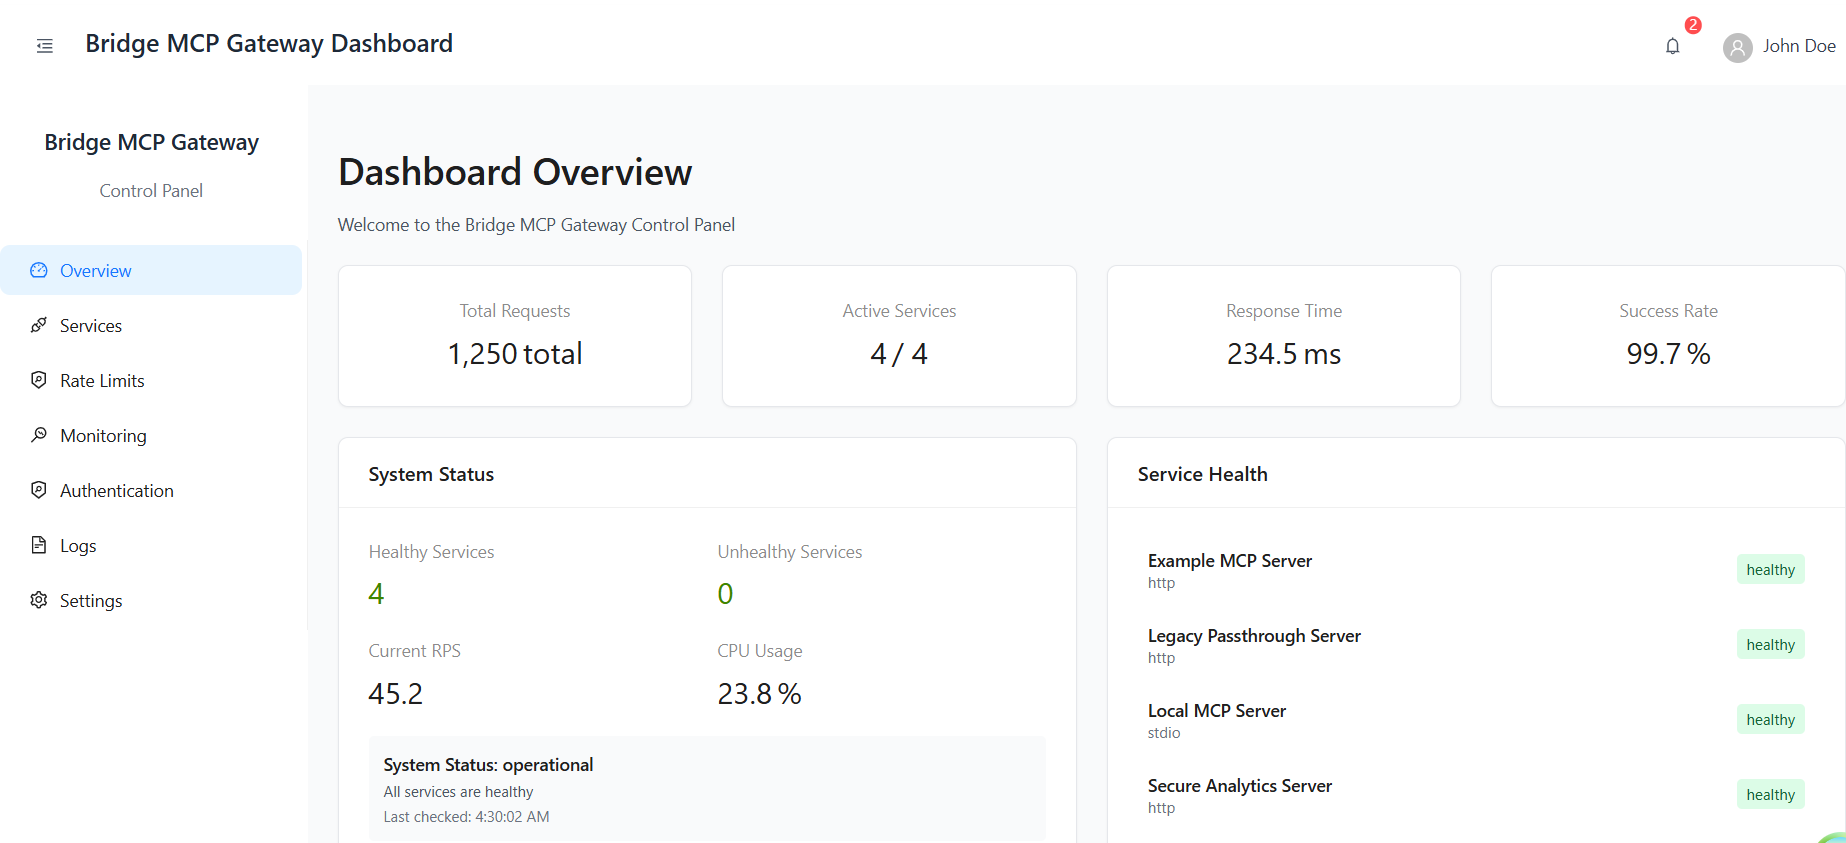 Bridge MCP Gateway Dashboard
2
John Doe
Bridge MCP Gateway
Control Panel
Overview
Services
Rate Limits
Monitoring
Authentication
Logs
Settings
Dashboard Overview
Welcome to the Bridge MCP Gateway Control Panel
Total Requests
1,250 total
Active Services
4 / 4
Response Time
234.5 ms
Success Rate
99.7 %
System Status
Healthy Services
4
Unhealthy Services
0
Current RPS
45.2
CPU Usage
23.8 %
System Status: operational
All services are healthy
Last checked: 4:30:02 AM
Service Health
Example MCP Server
http
healthy
Legacy Passthrough Server
http
healthy
Local MCP Server
stdio
healthy
Secure Analytics Server
http
healthy